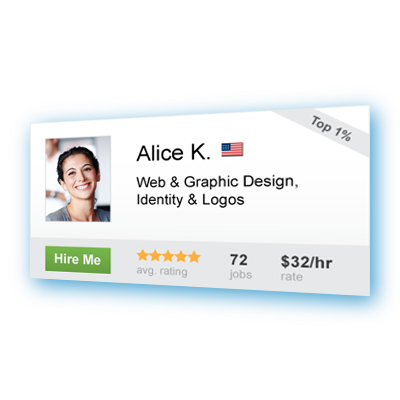 Top 1%
Alice K.
Web & Graphic Design,
Identity & Logos
Hire Me
avg. rating
72
jobs
$32/hr
rate